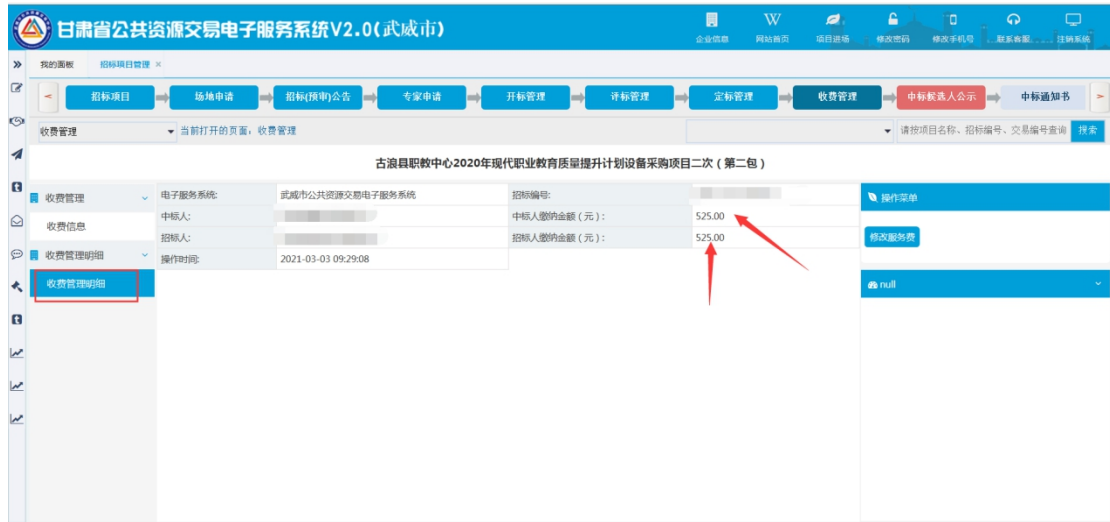 甘肃省公共资源交易电子服务系统V2.0(武威市)
企业信息 网站首页 项目进场 修改密码 修改手机号 联系客服 注销系统
我的面板 招标项目管理 ×
招标项目 场地申请 招标(预审)公告 专家申请 开标管理 评标管理 定标管理 收费管理 中标候选人公示 中标通知书
收费管理 当前打开的页面：收费管理 请按项目名称、招标编号、交易编号查询 搜索
古浪县职教中心2020年现代职业教育质量提升计划设备采购项目二次（第二包）
收费管理 电子服务系统: 武威市公共资源交易电子服务系统 招标编号: 操作菜单
收费信息 中标人: 中标人缴纳金额（元）: 525.00
招标人: 招标人缴纳金额（元）: 525.00 修改服务费
收费管理明细 操作时间: 2021-03-03 09:29:08
收费管理明细 null